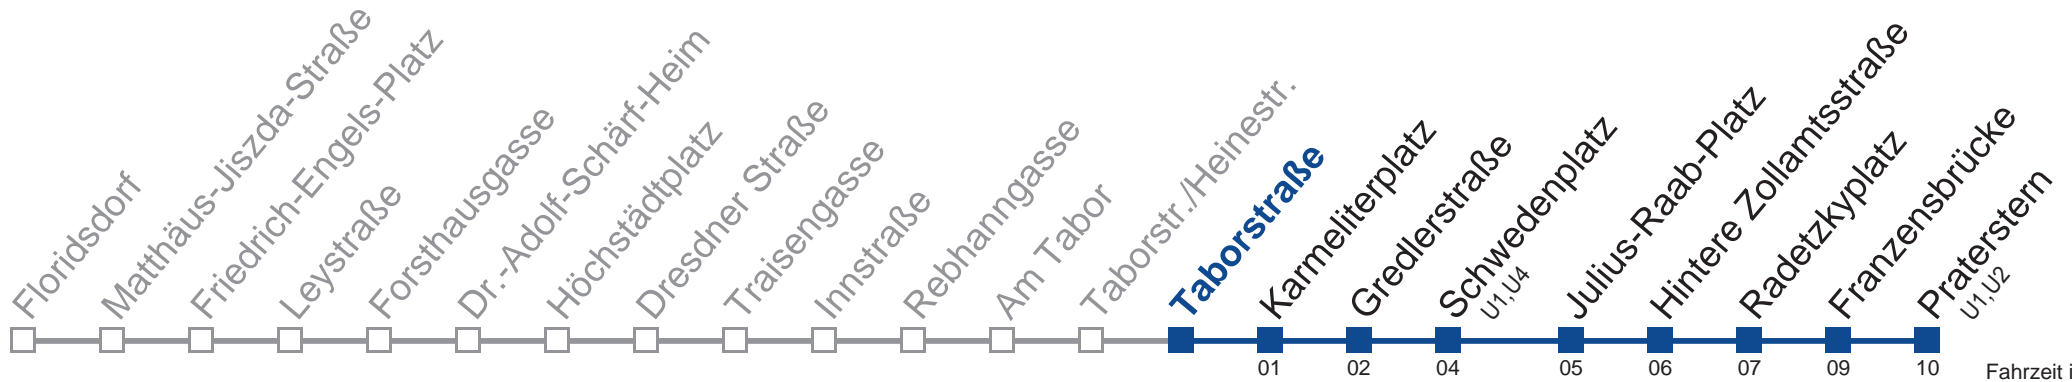 Floridsdorf
Matthäus-Jiszda-Straße
Friedrich-Engels-Platz
Leystraße
Forsthausgasse
Dr.-Adolf-Schärf-Heim
Höchstädtplatz
Dresdner Straße
Traisengasse
Innstraße
Rebhanngasse
Am Tabor
Taborstr./Heinestr.
Taborstraße
Karmeliterplatz
Gredlerstraße
Schwedenplatz
U1,U4
Julius-Raab-Platz
Hintere Zollamtsstraße
Radetzkyplatz
Franzensbrücke
Praterstern
U1,U2
01 02 04 05 06 07 09 10
Fahrzeit